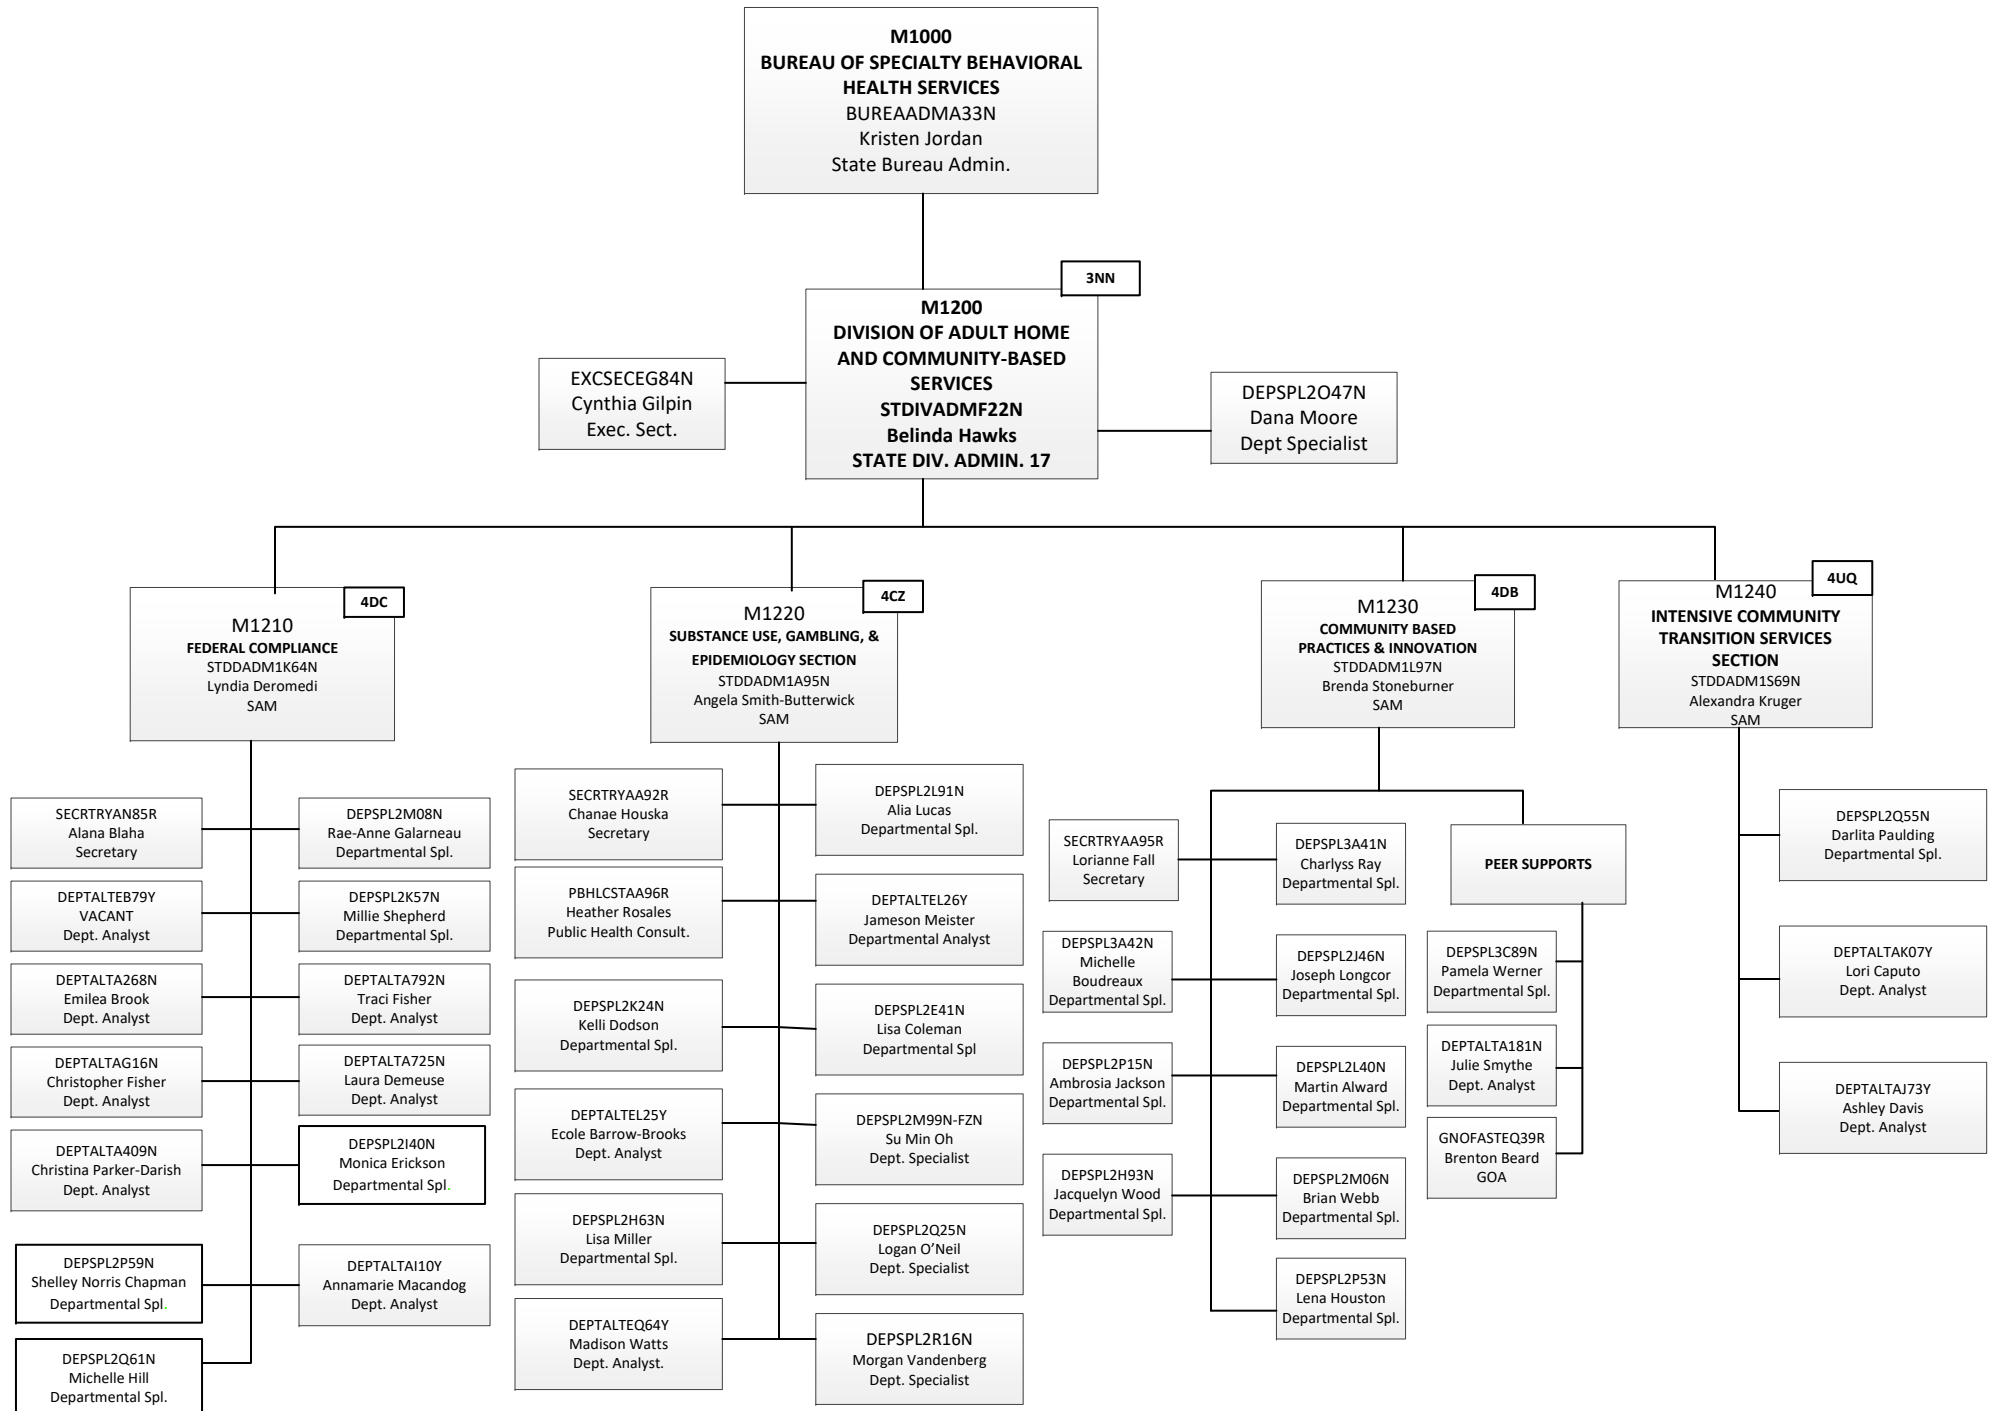 M1000
BUREAU OF SPECIALTY BEHAVIORAL
HEALTH SERVICES
BUREAADMA33N
Kristen Jordan
State Bureau Admin.
3NN
M1200
DIVISION OF ADULT HOME
AND COMMUNITY-BASED
SERVICES
STDIVADMF22N
Belinda Hawks
STATE DIV. ADMIN. 17
EXCSECEG84N
Cynthia Gilpin
Exec. Sect.
DEPSPL2O47N
Dana Moore
Dept Specialist
4DC
M1210
FEDERAL COMPLIANCE
STDDADM1K64N
Lyndia Deromedi
SAM
4CZ
M1220
SUBSTANCE USE, GAMBLING, &
EPIDEMIOLOGY SECTION
STDDADM1A95N
Angela Smith-Butterwick
SAM
4DB
M1230
COMMUNITY BASED
PRACTICES & INNOVATION
STDDADM1L97N
Brenda Stoneburner
SAM
4UQ
M1240
INTENSIVE COMMUNITY
TRANSITION SERVICES
SECTION
STDDADM1S69N
Alexandra Kruger
SAM
SECRTRYAN85R
Alana Blaha
Secretary
DEPSPL2M08N
Rae-Anne Galarneau
Departmental Spl.
DEPTALTEB79Y
VACANT
Dept. Analyst
DEPSPL2K57N
Millie Shepherd
Departmental Spl.
DEPTALTA268N
Emilea Brook
Dept. Analyst
DEPTALTA792N
Traci Fisher
Dept. Analyst
DEPTALTAG16N
Christopher Fisher
Dept. Analyst
DEPTALTA725N
Laura Demeuse
Dept. Analyst
DEPTALTA409N
Christina Parker-Darish
Dept. Analyst
DEPSPL2I40N
Monica Erickson
Departmental Spl.
DEPSPL2P59N
Shelley Norris Chapman
Departmental Spl.
DEPTALTAI10Y
Annamarie Macandog
Dept. Analyst
DEPSPL2Q61N
Michelle Hill
Departmental Spl.
SECRTRYAA92R
Chanae Houska
Secretary
DEPSPL2L91N
Alia Lucas
Departmental Spl.
PBHLCSTAA96R
Heather Rosales
Public Health Consult.
DEPTALTEL26Y
Jameson Meister
Departmental Analyst
DEPSPL2K24N
Kelli Dodson
Departmental Spl.
DEPSPL2E41N
Lisa Coleman
Departmental Spl
DEPTALTEL25Y
Ecole Barrow-Brooks
Dept. Analyst
DEPSPL2M99N-FZN
Su Min Oh
Dept. Specialist
DEPSPL2H63N
Lisa Miller
Departmental Spl.
DEPSPL2Q25N
Logan O’Neil
Dept. Specialist
DEPTALTEQ64Y
Madison Watts
Dept. Analyst.
DEPSPL2R16N
Morgan Vandenberg
Dept. Specialist
SECRTRYAA95R
Lorianne Fall
Secretary
DEPSPL3A41N
Charlyss Ray
Departmental Spl.
DEPSPL3A42N
Michelle
Boudreaux
Departmental Spl.
DEPSPL2J46N
Joseph Longcor
Departmental Spl.
DEPSPL2P15N
Ambrosia Jackson
Departmental Spl.
DEPSPL2L40N
Martin Alward
Departmental Spl.
DEPSPL2H93N
Jacquelyn Wood
Departmental Spl.
DEPSPL2M06N
Brian Webb
Departmental Spl.
DEPSPL2P53N
Lena Houston
Departmental Spl.
PEER SUPPORTS
DEPSPL3C89N
Pamela Werner
Departmental Spl.
DEPTALTA181N
Julie Smythe
Dept. Analyst
GNOFASTEQ39R
Brenton Beard
GOA
DEPSPL2Q55N
Darlita Paulding
Departmental Spl.
DEPTALTAK07Y
Lori Caputo
Dept. Analyst
DEPTALTAJ73Y
Ashley Davis
Dept. Analyst